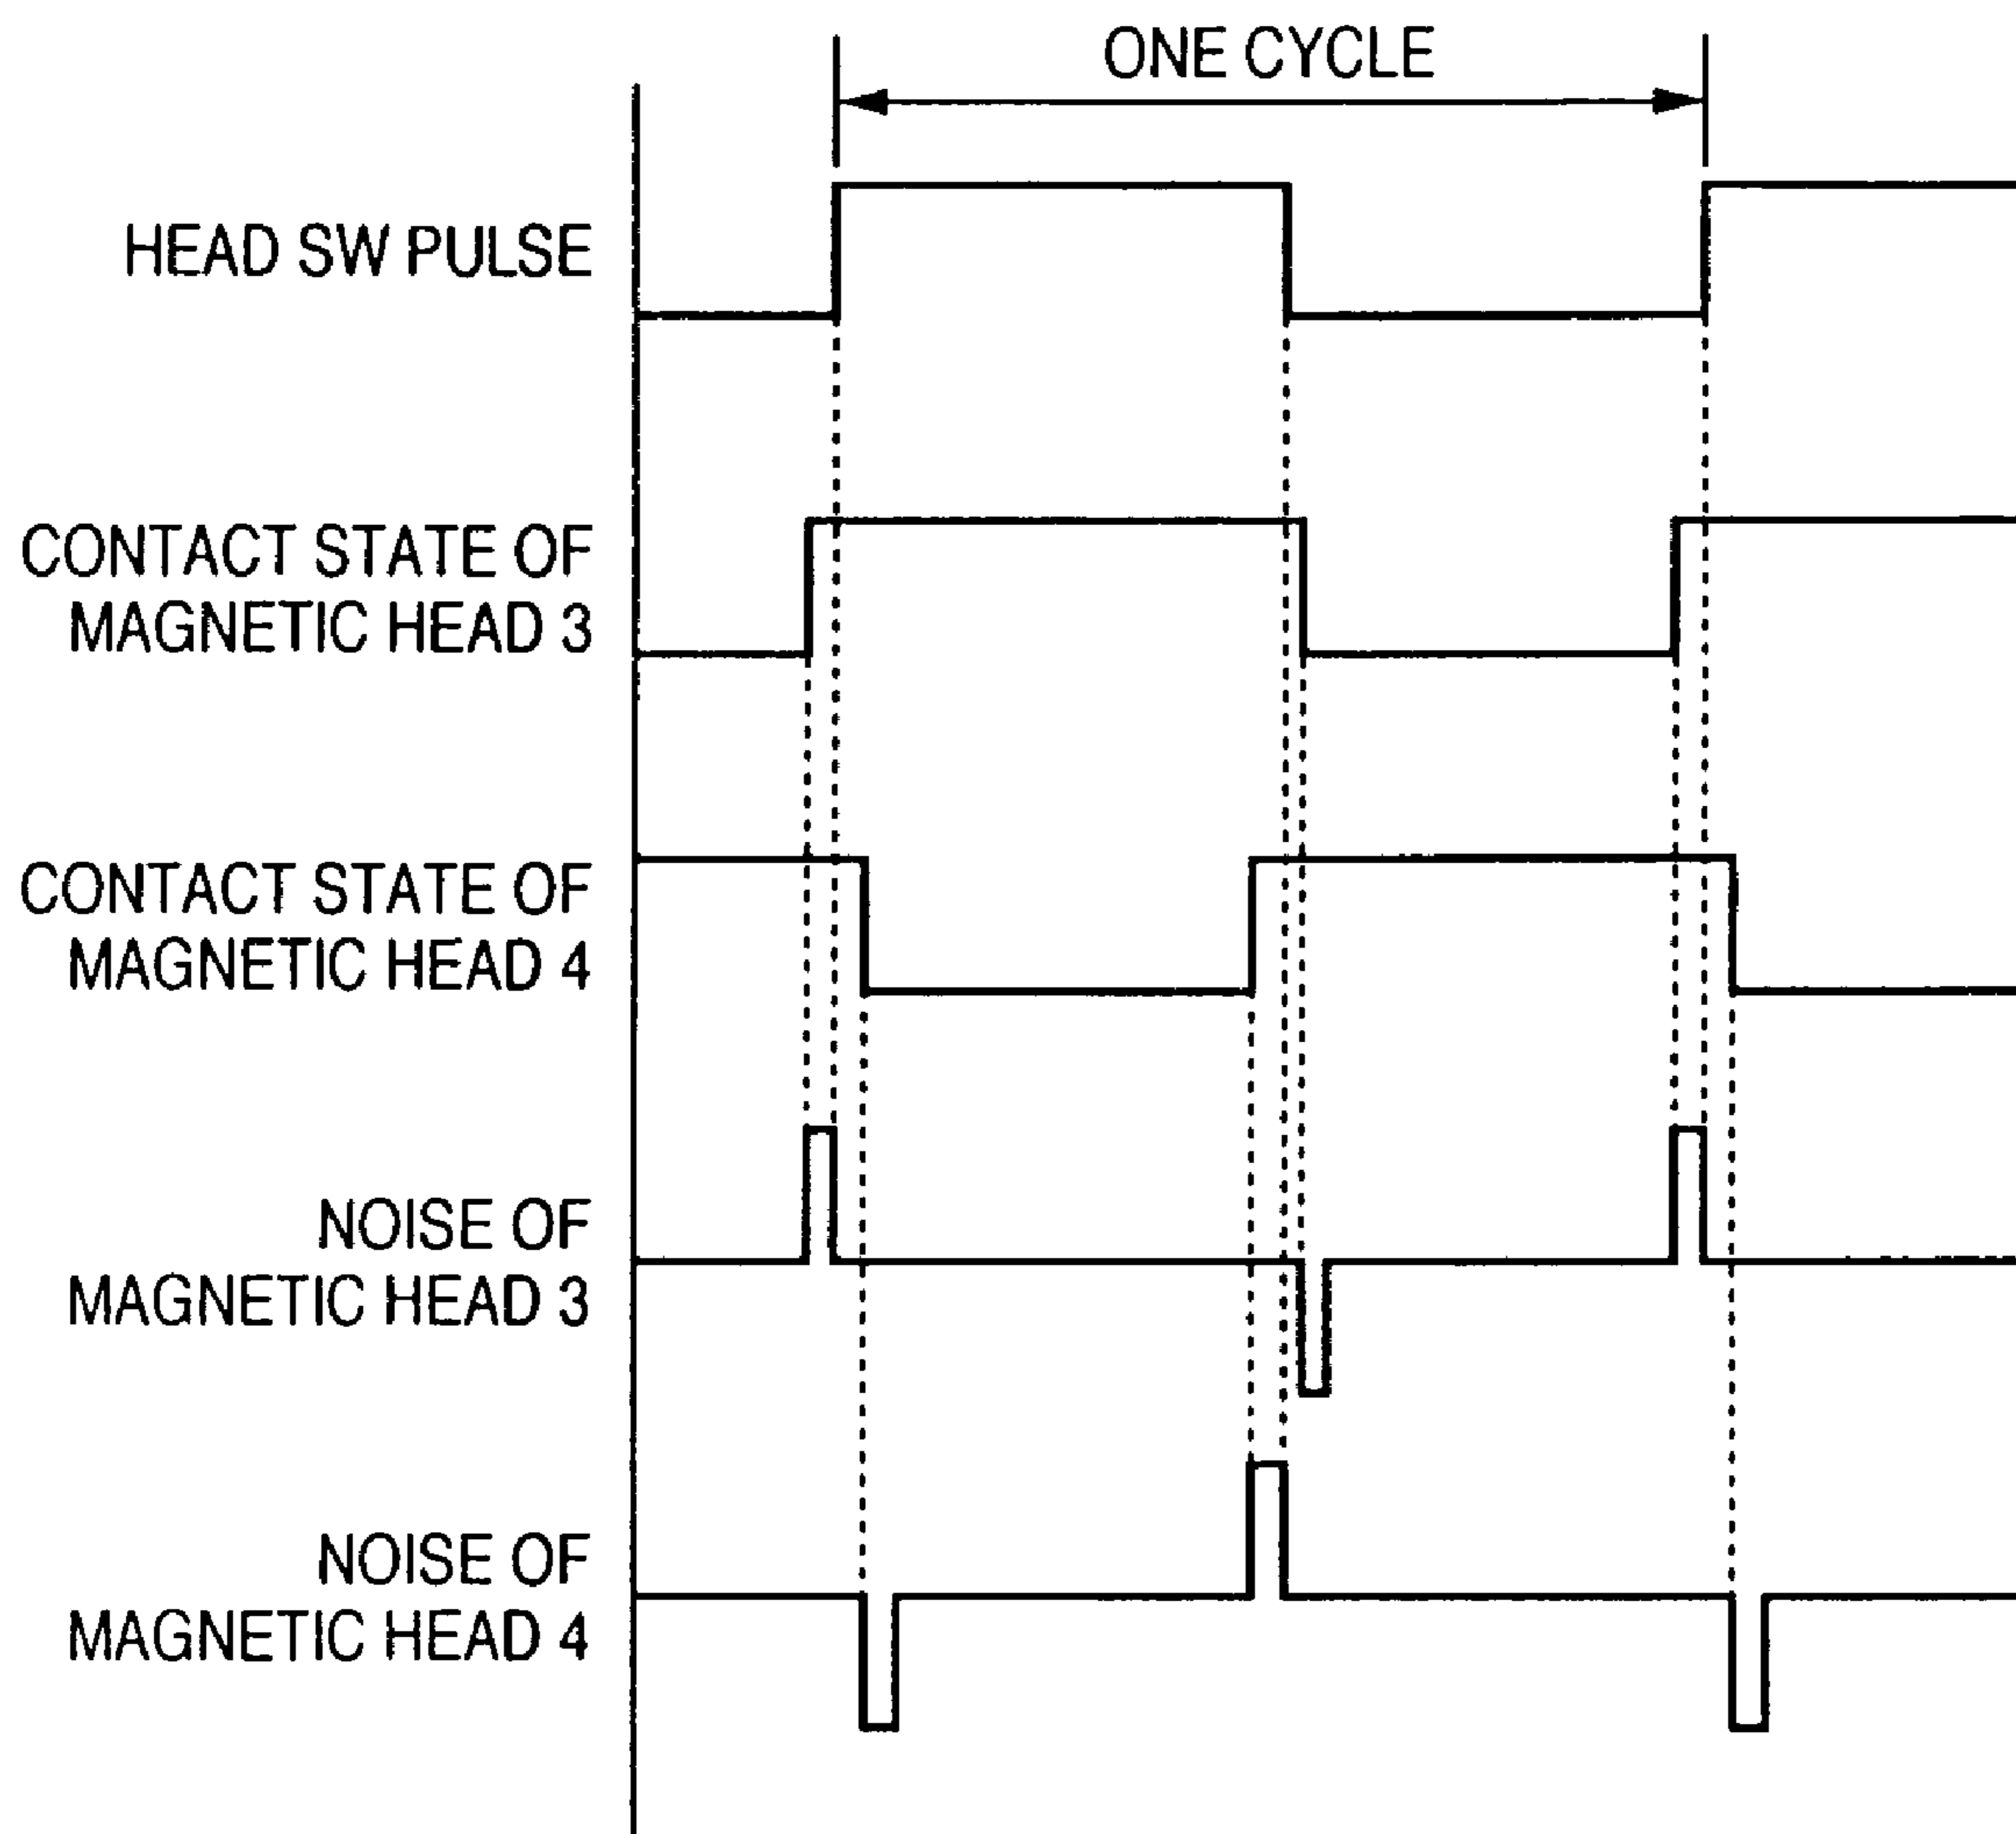 ONE CYCLE
HEAD SW PULSE
CONTACT STATE OF
MAGNETIC HEAD 3
CONTACT STATE OF
MAGNETIC HEAD 4
NOISE OF
MAGNETIC HEAD 3
NOISE OF
MAGNETIC HEAD 4